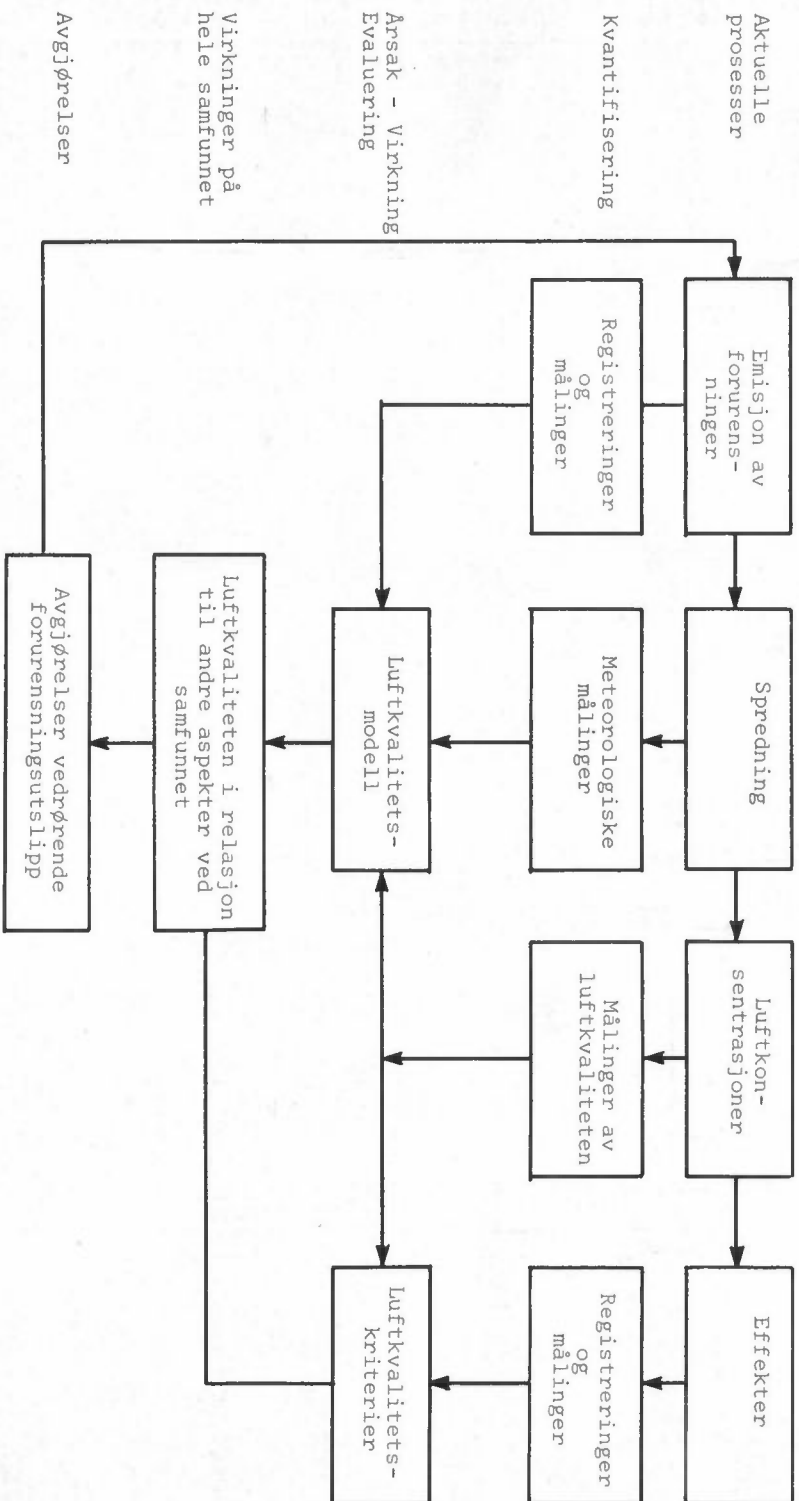 Aktuelle
prosesser
Emisjon av
forurens-
ninger
Spredning
Luftkon-
sentrasjoner
Effekter
Kvantifisering
Registreringer
og
målinger
Meteorologiske
målinger
Målinger av
luftkvaliteten
Registreringer
og
målinger
Årsak - Virkning
Evaluering
Luftkvalitets-
modell
Luftkvalitets-
kriterier
Virkninger på
hele samfunnet
Luftkvaliteten i relasjon
til andre aspekter ved
samfunnet
Avgjørelser
Avgjørelser vedrørende
forurensningsutslipp